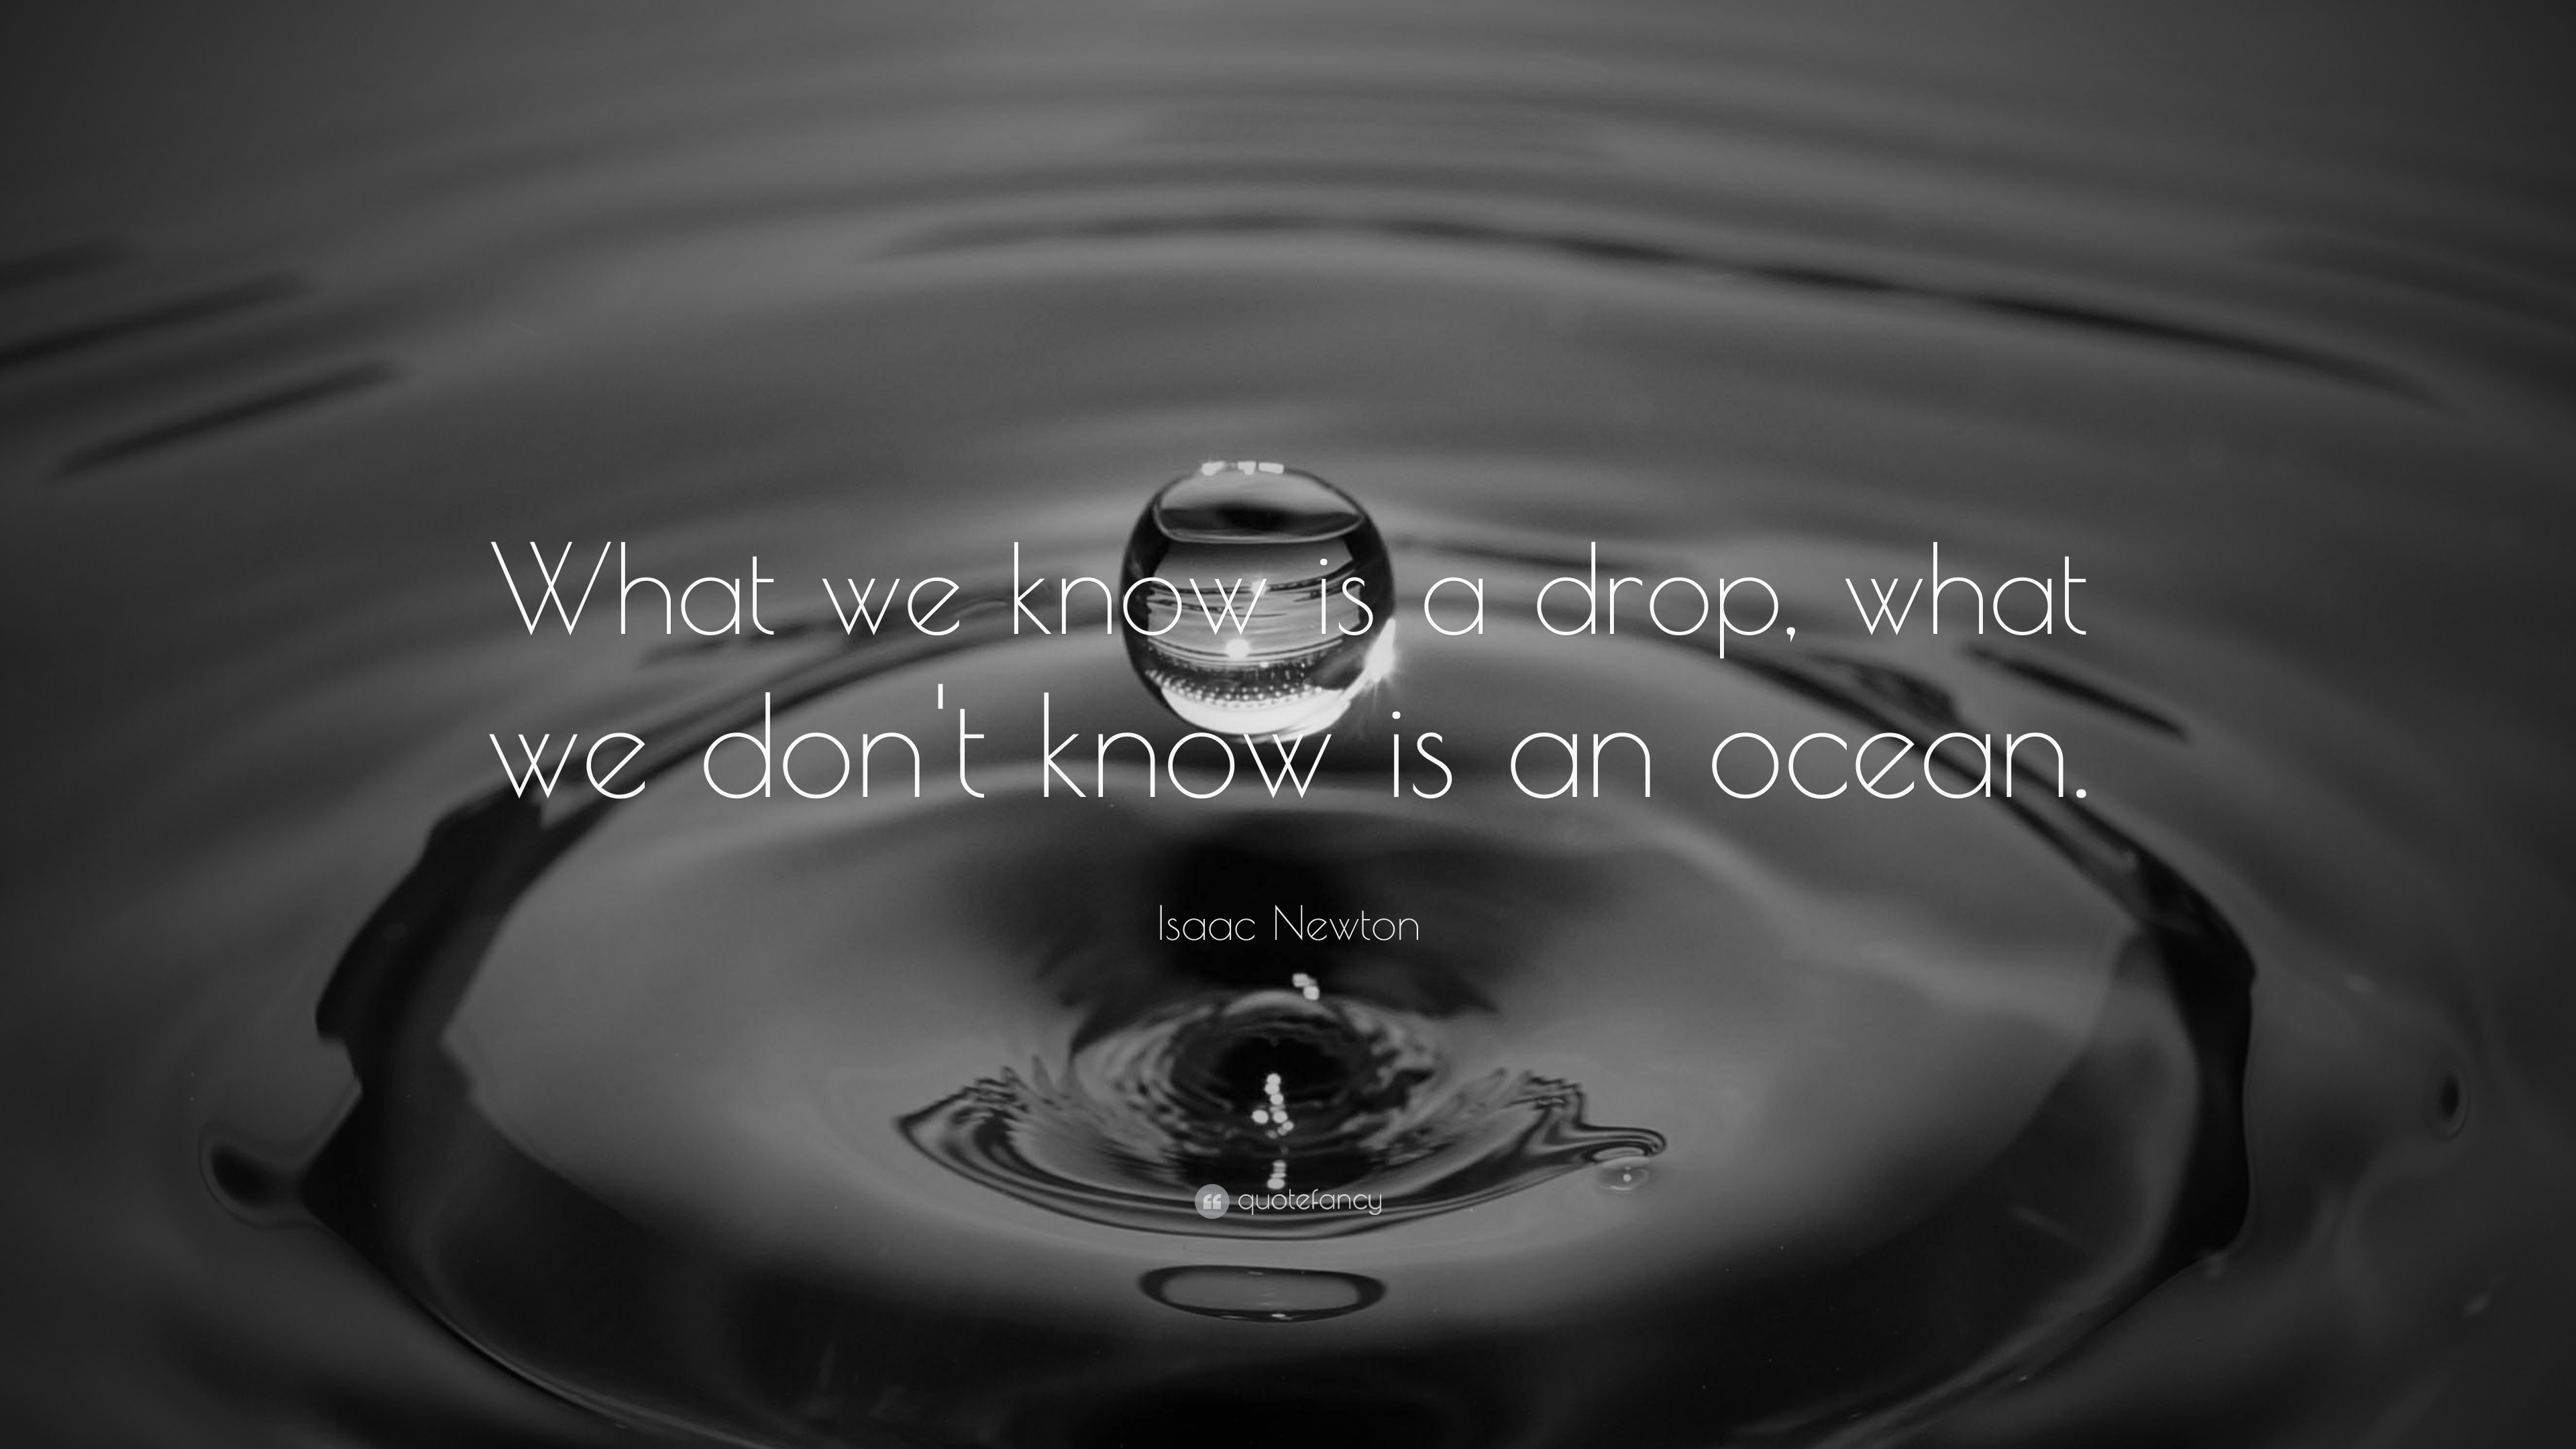 What we know is a drop, what
we don't know is an ocean.
Isaac Newton
quotefancy